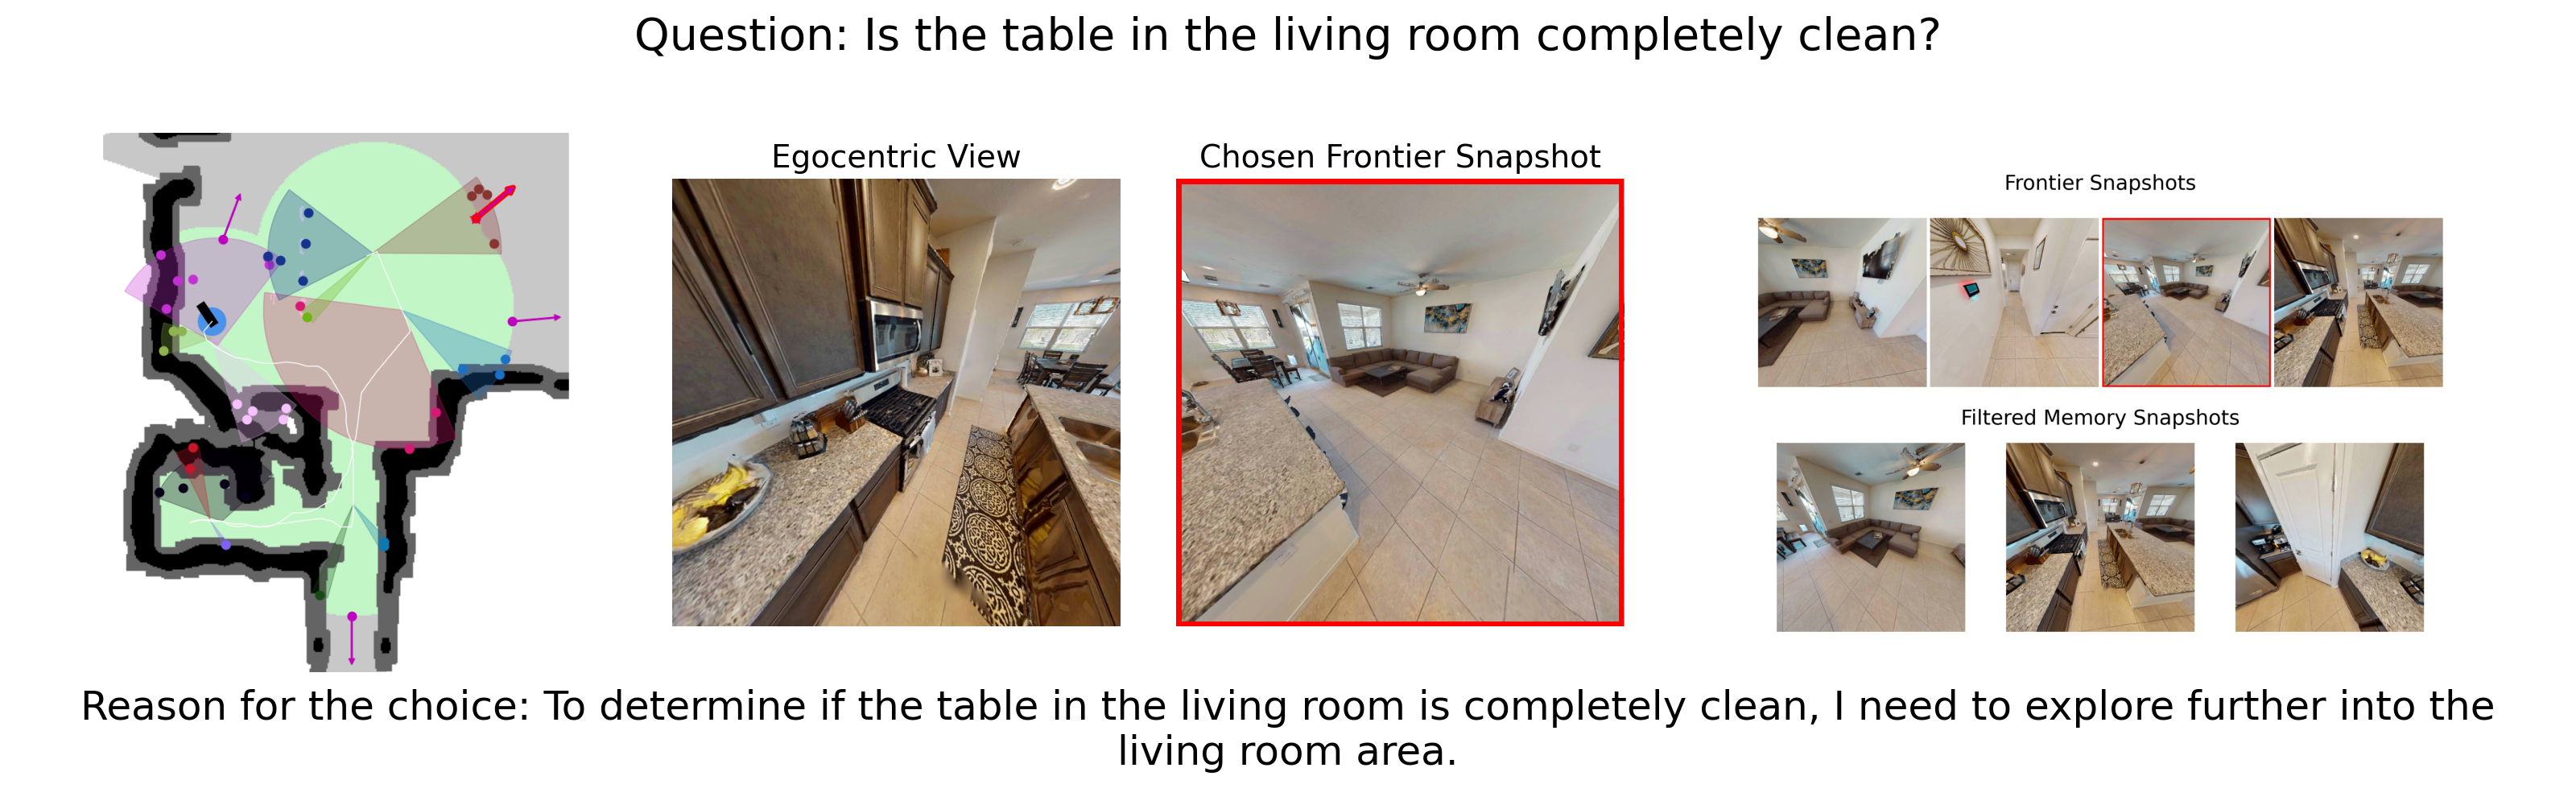 Question: Is the table in the living room completely clean?
Egocentric View
Chosen Frontier Snapshot
Frontier Snapshots
Filtered Memory Snapshots
Reason for the choice: To determine if the table in the living room is completely clean, I need to explore further into the
living room area.